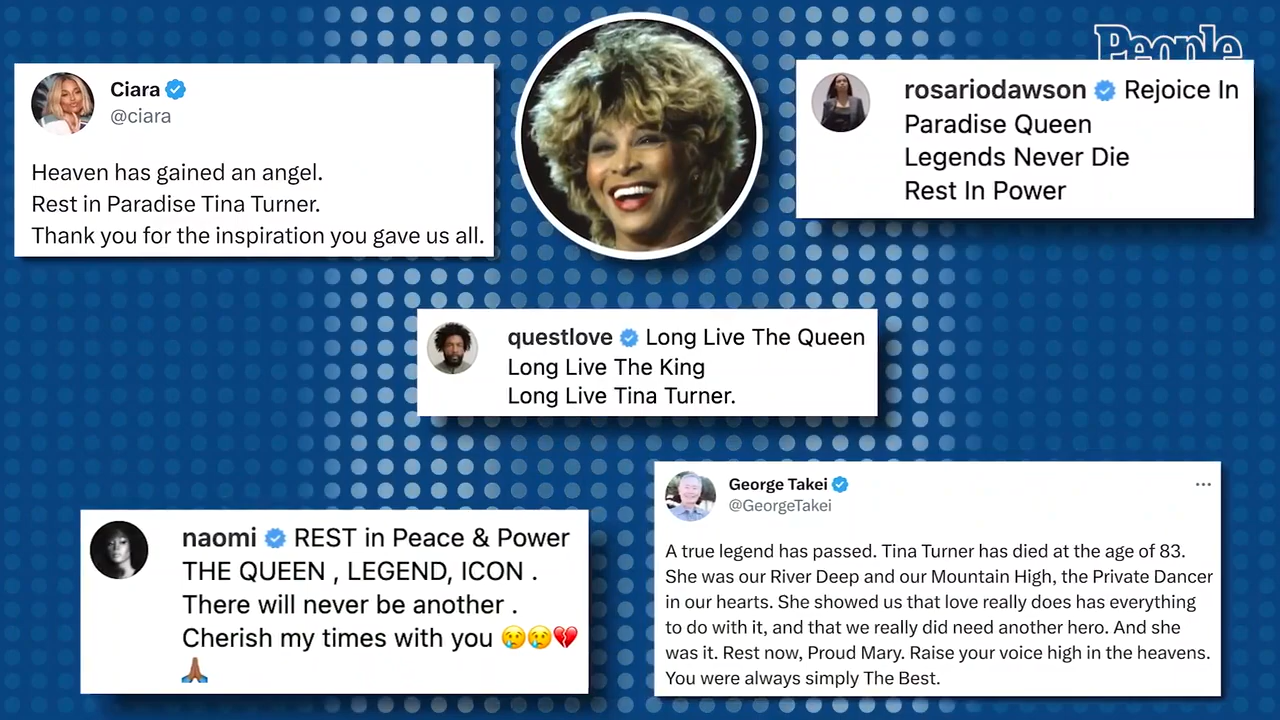 People
Ciara
@ciara
Heaven has gained an angel.
Rest in Paradise Tina Turner.
Thank you for the inspiration you gave us all.
rosariodawson Rejoice In
Paradise Queen
Legends Never Die
Rest In Power
questlove Long Live The Queen
Long Live The King
Long Live Tina Turner.
naomi REST in Peace & Power
THE QUEEN , LEGEND, ICON .
There will never be another .
Cherish my times with you 😢😢💔
🙏🏾
George Takei
@GeorgeTakei
A true legend has passed. Tina Turner has died at the age of 83.
She was our River Deep and our Mountain High, the Private Dancer
in our hearts. She showed us that love really does has everything
to do with it, and that we really did need another hero. And she
was it. Rest now, Proud Mary. Raise your voice high in the heavens.
You were always simply The Best.